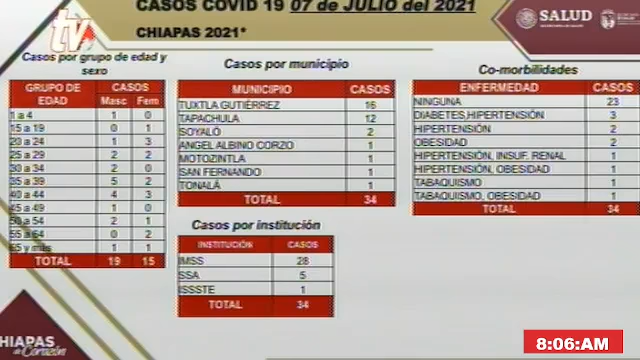 CASOS COVID 19 07 de JULIO del 2021
CHIAPAS 2021*
tv
SALUD
Casos por grupo de edad y sexo
GRUPO DE EDAD CASOS
Masc Fem
1 a 4 1 0
15 a 19 0 1
20 a 24 1 3
25 a 29 2 2
30 a 34 2 0
35 a 39 5 2
40 a 44 4 3
45 a 49 1 0
50 a 54 2 1
55 a 64 0 2
65 y mas 1 1
TOTAL 19 15
Casos por municipio
MUNICIPIO CASOS
TUXTLA GUTIÉRREZ 16
TAPACHULA 12
SOYALÓ 2
ANGEL ALBINO CORZO 1
MOTOZINTLA 1
SAN FERNANDO 1
TONALÁ 1
TOTAL 34
Casos por institución
INSTITUCIÓN CASOS
IMSS 28
SSA 5
ISSSTE 1
TOTAL 34
Co-morbilidades
ENFERMEDAD CASOS
NINGUNA 23
DIABETES,HIPERTENSIÓN 3
HIPERTENSIÓN 2
OBESIDAD 2
HIPERTENSIÓN, INSUF. RENAL 1
HIPERTENSIÓN, OBESIDAD 1
TABAQUISMO 1
TABAQUISMO, OBESIDAD 1
TOTAL 34
HIAPAS
de Corazón
8:06:AM